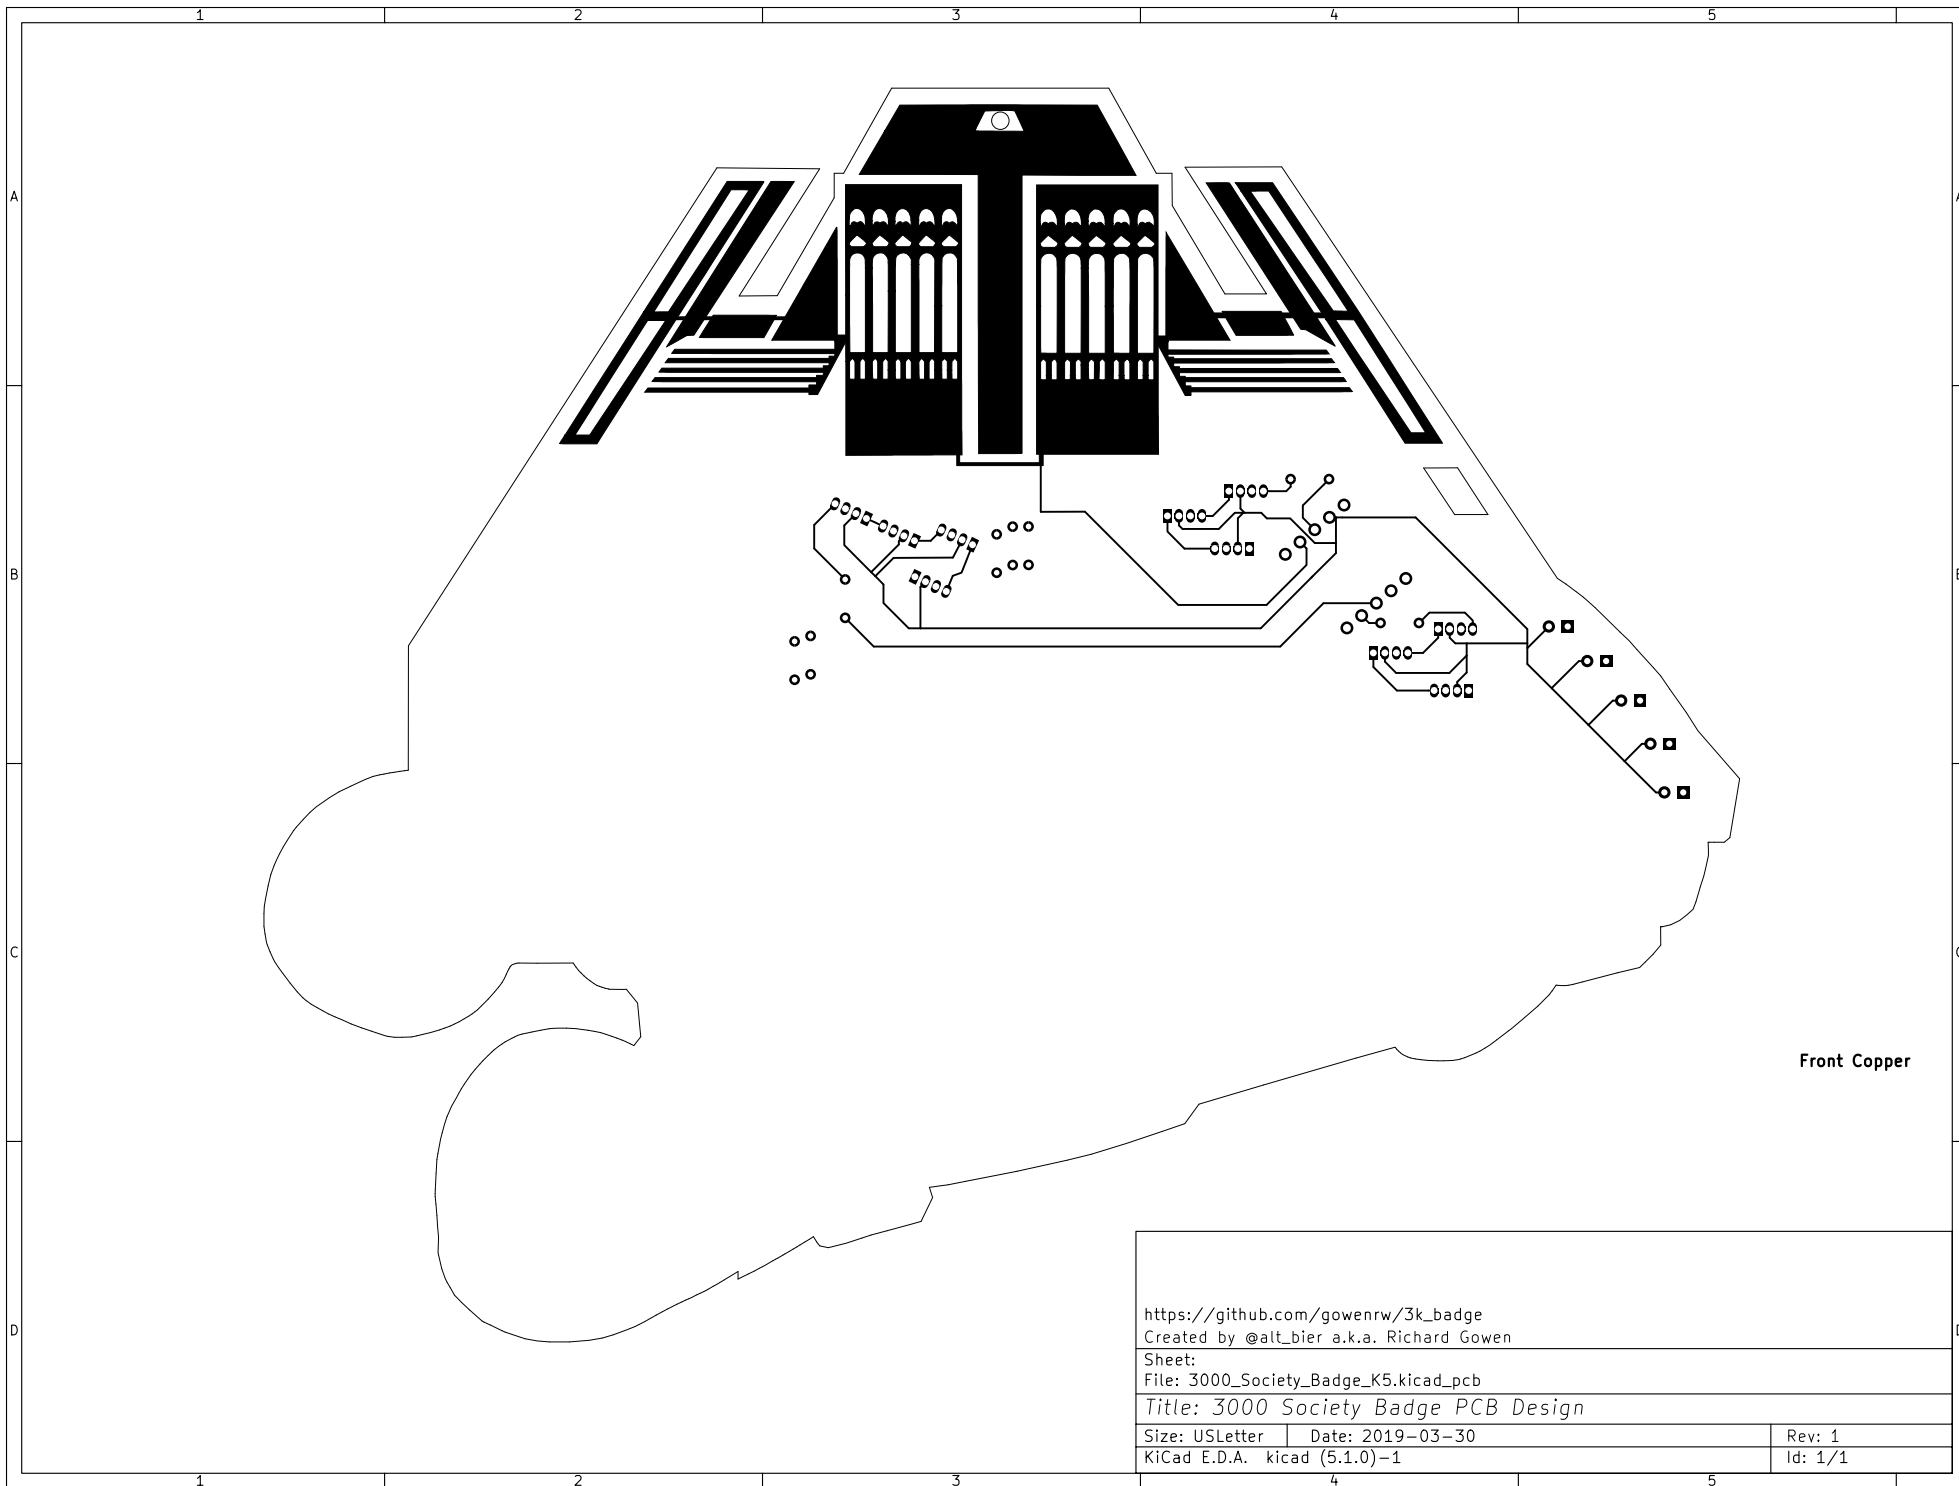 1 2 3 4 5
A A
B B
C C
Front Copper
https://github.com/gowenrw/3k_badge
D D
Created by @alt_bier a.k.a. Richard Gowen
Sheet:
File: 3000_Society_Badge_K5.kicad_pcb
Title: 3000 Society Badge PCB Design
Size: USLetter Date: 2019-03-30 Rev: 1
KiCad E.D.A. kicad (5.1.0)-1 Id: 1/1
1 2 3 4 5